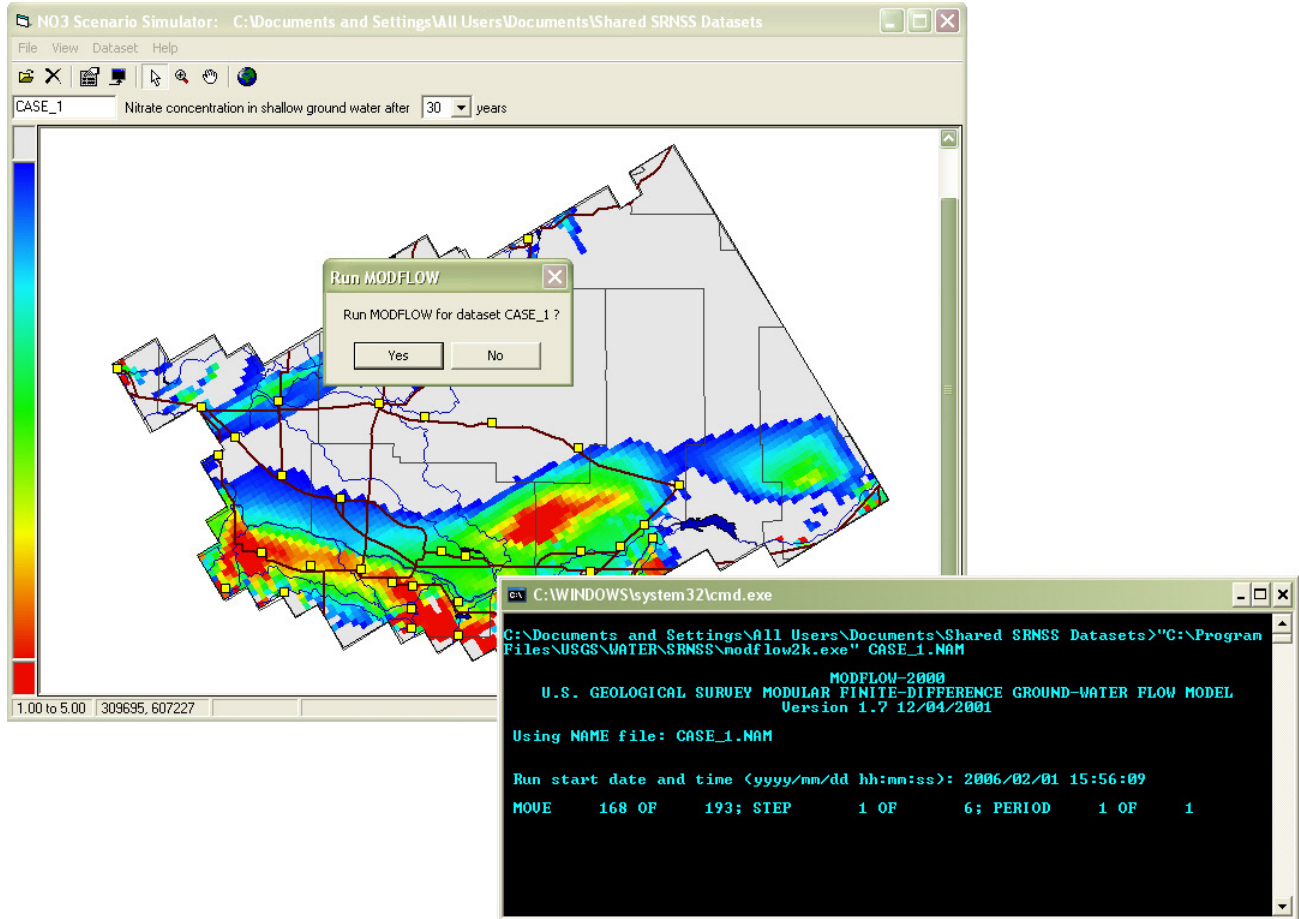 NO3 Scenario Simulator: C:\Documents and Settings\All Users\Documents\Shared SRNSS Datasets
File View Dataset Help
CASE_1 Nitrate concentration in shallow ground water after 30 years
Run MODFLOW
Run MODFLOW for dataset CASE_1 ?
Yes No
1.00 to 5.00 309695, 607227
C:\WINDOWS\system32\cmd.exe
C:\Documents and Settings\All Users\Documents\Shared SRNSS Datasets>"C:\Program
Files\USGS\WATER\SRNSS\modflow2k.exe" CASE_1.NAM
MODFLOW-2000
U.S. GEOLOGICAL SURVEY MODULAR FINITE-DIFFERENCE GROUND-WATER FLOW MODEL
Version 1.7 12/04/2001
Using NAME file: CASE_1.NAM
Run start date and time (yyyy/mm/dd hh:mm:ss): 2006/02/01 15:56:09
MOVE 168 OF 193; STEP 1 OF 6; PERIOD 1 OF 1